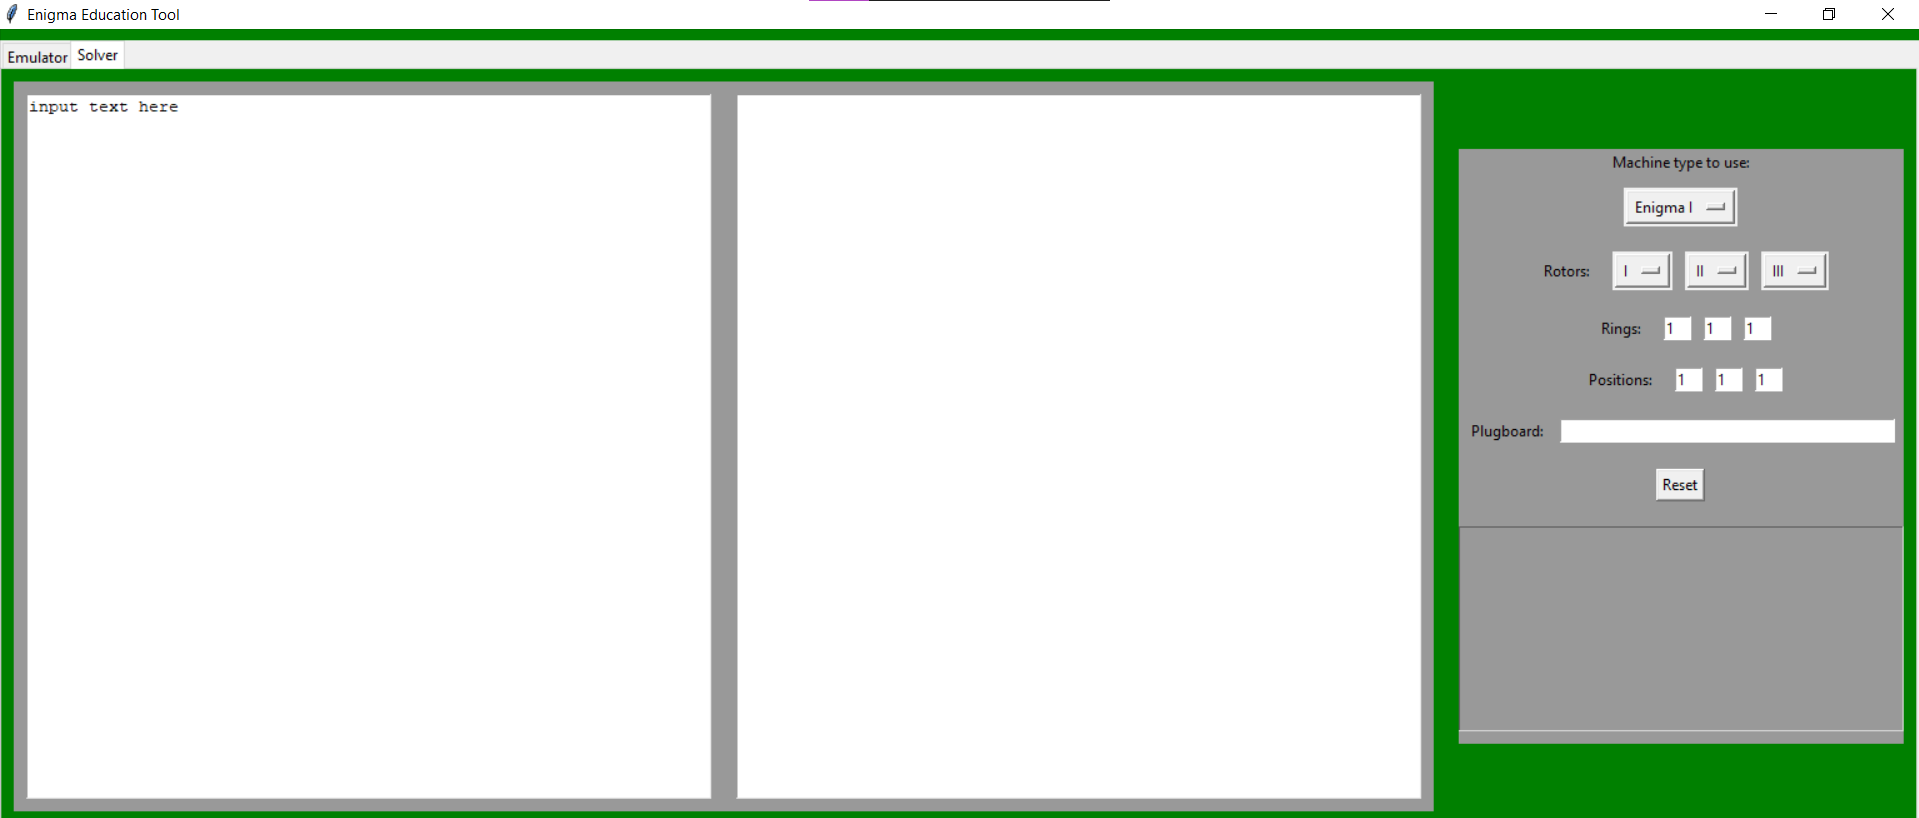 Enigma Education Tool
Emulator Solver
input text here
Machine type to use:
Enigma I
Rotors: I II III
Rings: 1 1 1
Positions: 1 1 1
Plugboard:
Reset